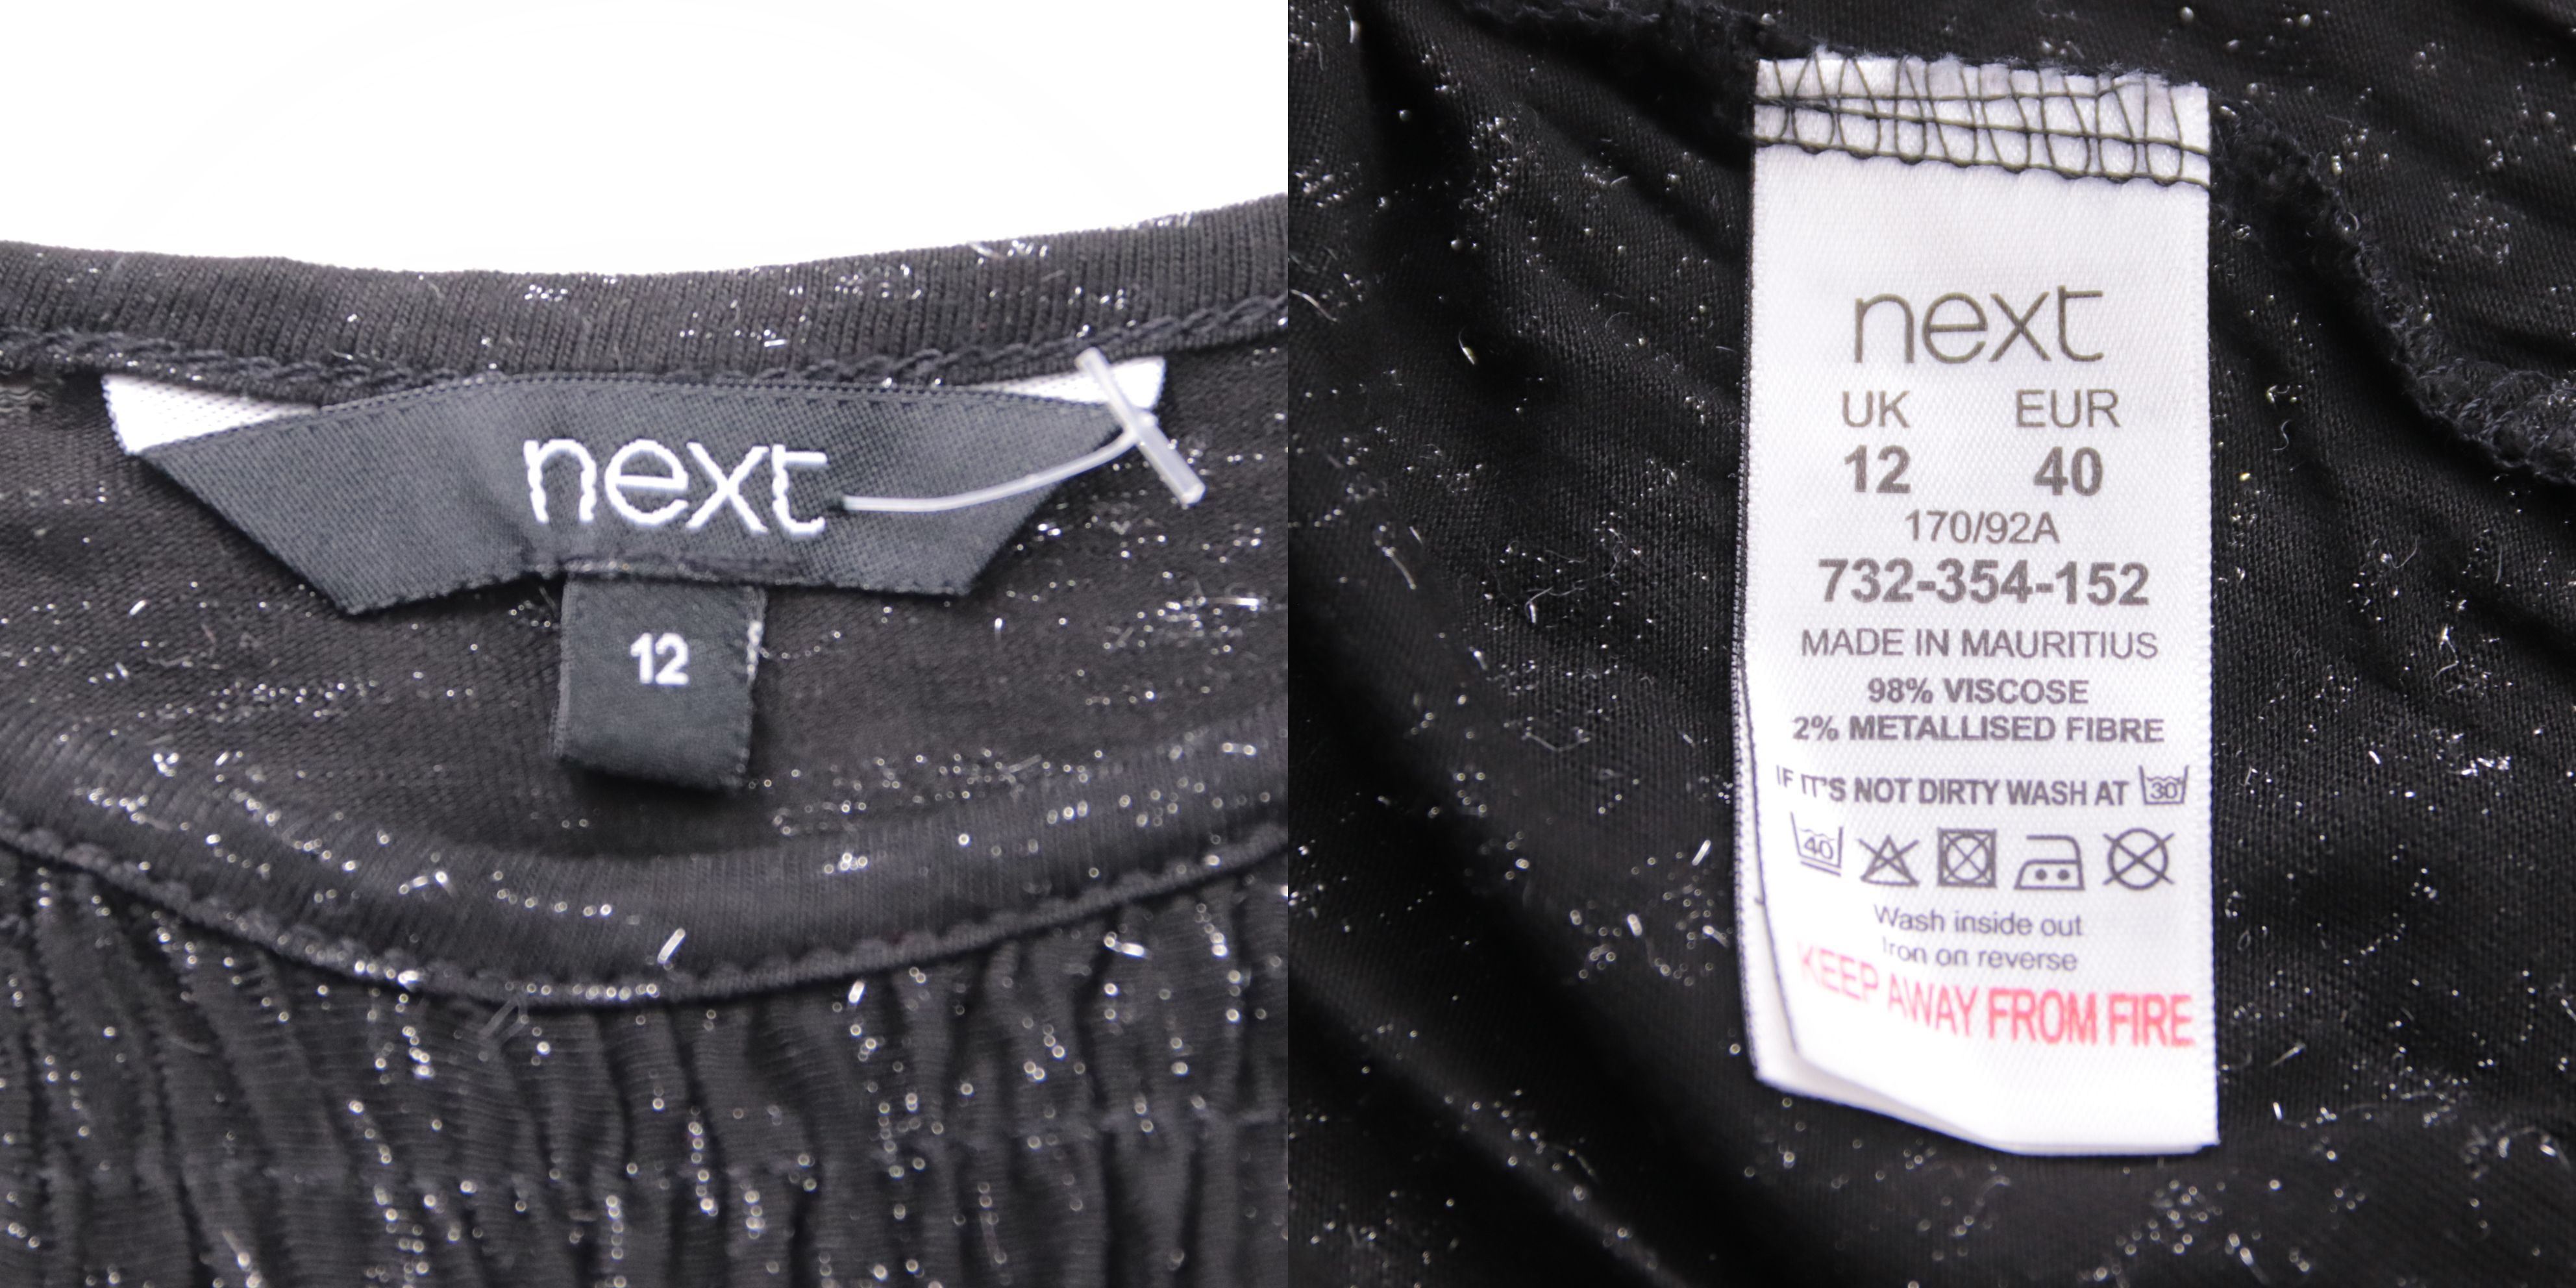 next
12
next
UK EUR
12 40
170/92A
732-354-152
MADE IN MAURITIUS
98% VISCOSE
2% METALLISED FIBRE
IF IT'S NOT DIRTY WASH AT 30°
40
Wash inside out
Iron on reverse
KEEP AWAY FROM FIRE